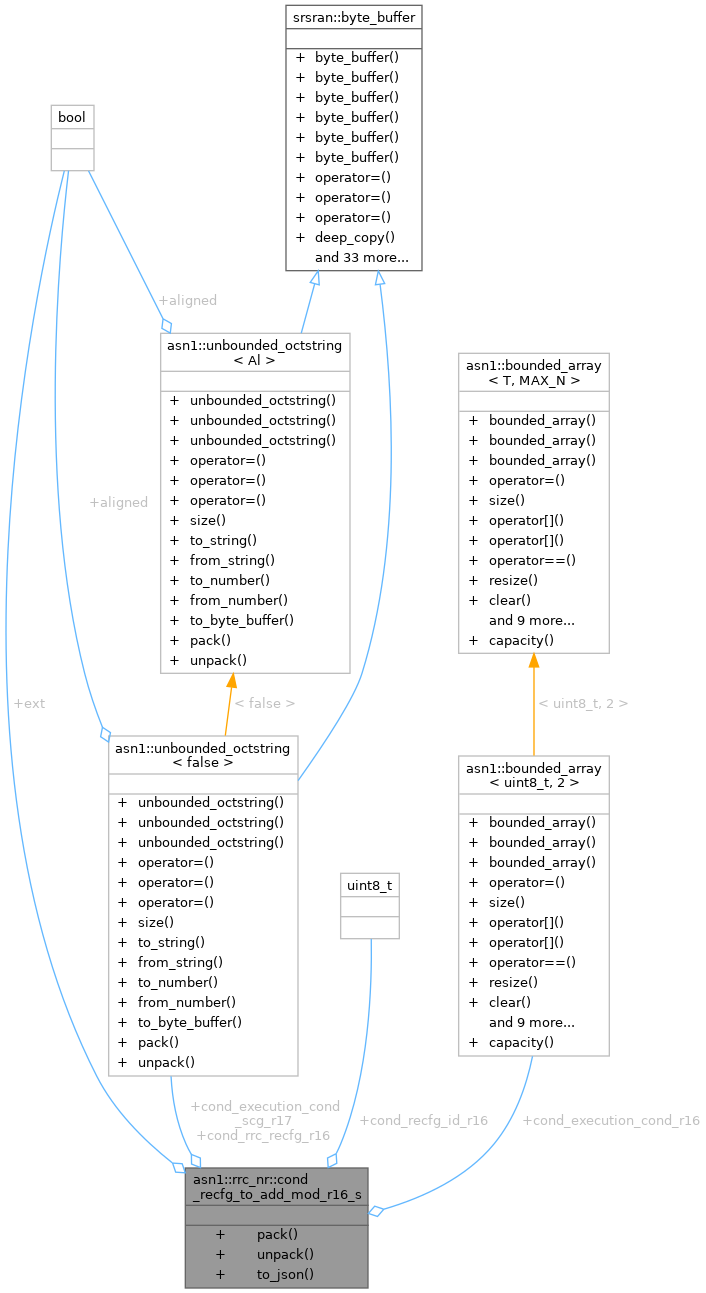 srsran::byte_buffer
+ byte_buffer()
+ byte_buffer()
+ byte_buffer()
+ byte_buffer()
+ byte_buffer()
+ byte_buffer()
+ operator=()
+ operator=()
+ operator=()
+ deep_copy()
and 33 more...
bool
+aligned
asn1::unbounded_octstring
< Al >
+ unbounded_octstring()
+ unbounded_octstring()
+ unbounded_octstring()
+ operator=()
+ operator=()
+ operator=()
+ size()
+ to_string()
+ from_string()
+ to_number()
+ from_number()
+ to_byte_buffer()
+ pack()
+ unpack()
asn1::bounded_array
< T, MAX_N >
+ bounded_array()
+ bounded_array()
+ bounded_array()
+ operator=()
+ size()
+ operator[]()
+ operator[]()
+ operator==()
+ resize()
+ clear()
and 9 more...
+ capacity()
+aligned
+ext
< false >
< uint8_t, 2 >
asn1::unbounded_octstring
< false >
+ unbounded_octstring()
+ unbounded_octstring()
+ unbounded_octstring()
+ operator=()
+ operator=()
+ operator=()
+ size()
+ to_string()
+ from_string()
+ to_number()
+ from_number()
+ to_byte_buffer()
+ pack()
+ unpack()
uint8_t
asn1::bounded_array
< uint8_t, 2 >
+ bounded_array()
+ bounded_array()
+ bounded_array()
+ operator=()
+ size()
+ operator[]()
+ operator[]()
+ operator==()
+ resize()
+ clear()
and 9 more...
+ capacity()
+cond_execution_cond
_scg_r17
+cond_rrc_recfg_r16
+cond_recfg_id_r16
+cond_execution_cond_r16
asn1::rrc_nr::cond
_recfg_to_add_mod_r16_s
+ pack()
+ unpack()
+ to_json()